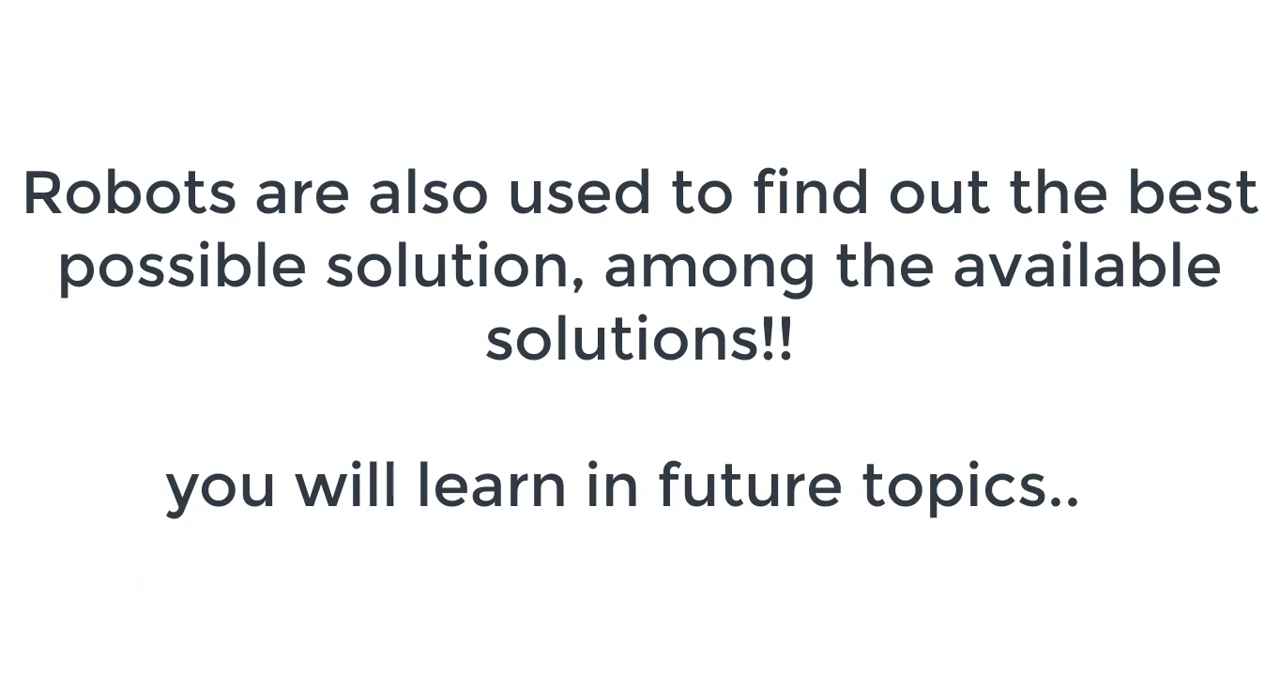 Robots are also used to find out the best
possible solution, among the available
solutions!!
you will learn in future topics..